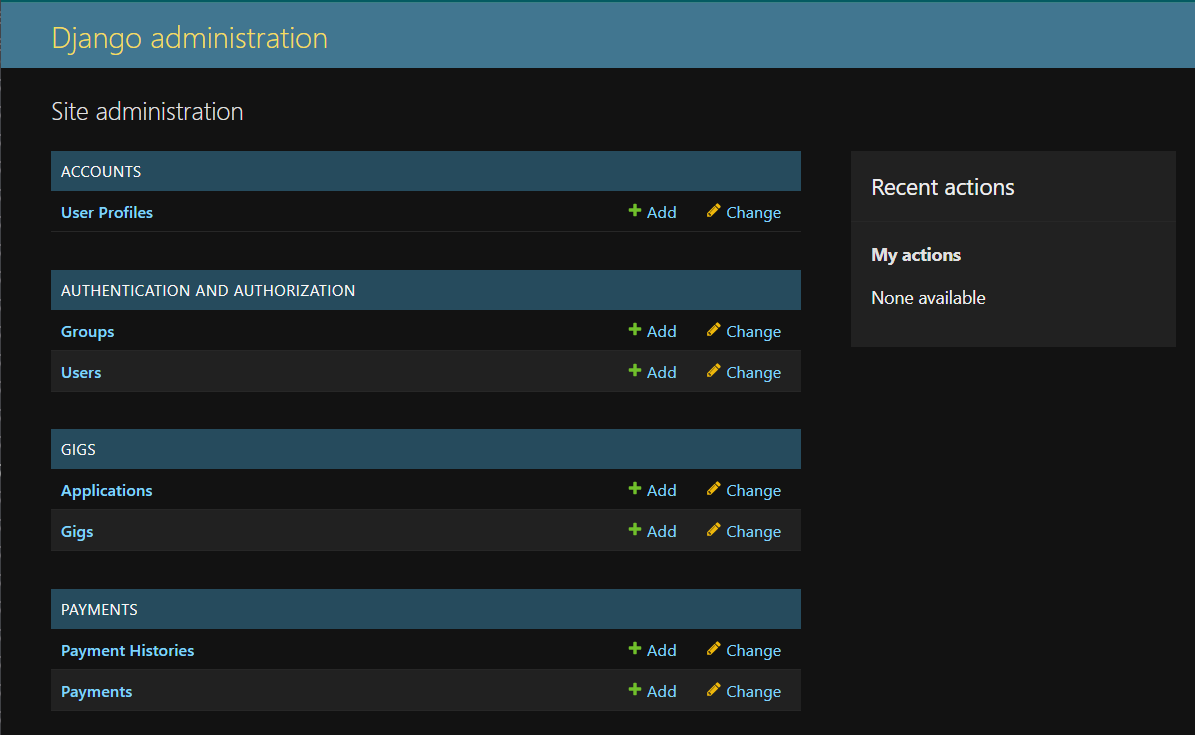 Django administration
Site administration
ACCOUNTS
User Profiles Add Change
AUTHENTICATION AND AUTHORIZATION
Groups Add Change
Users Add Change
GIGS
Applications Add Change
Gigs Add Change
PAYMENTS
Payment Histories Add Change
Payments Add Change
Recent actions
My actions
None available